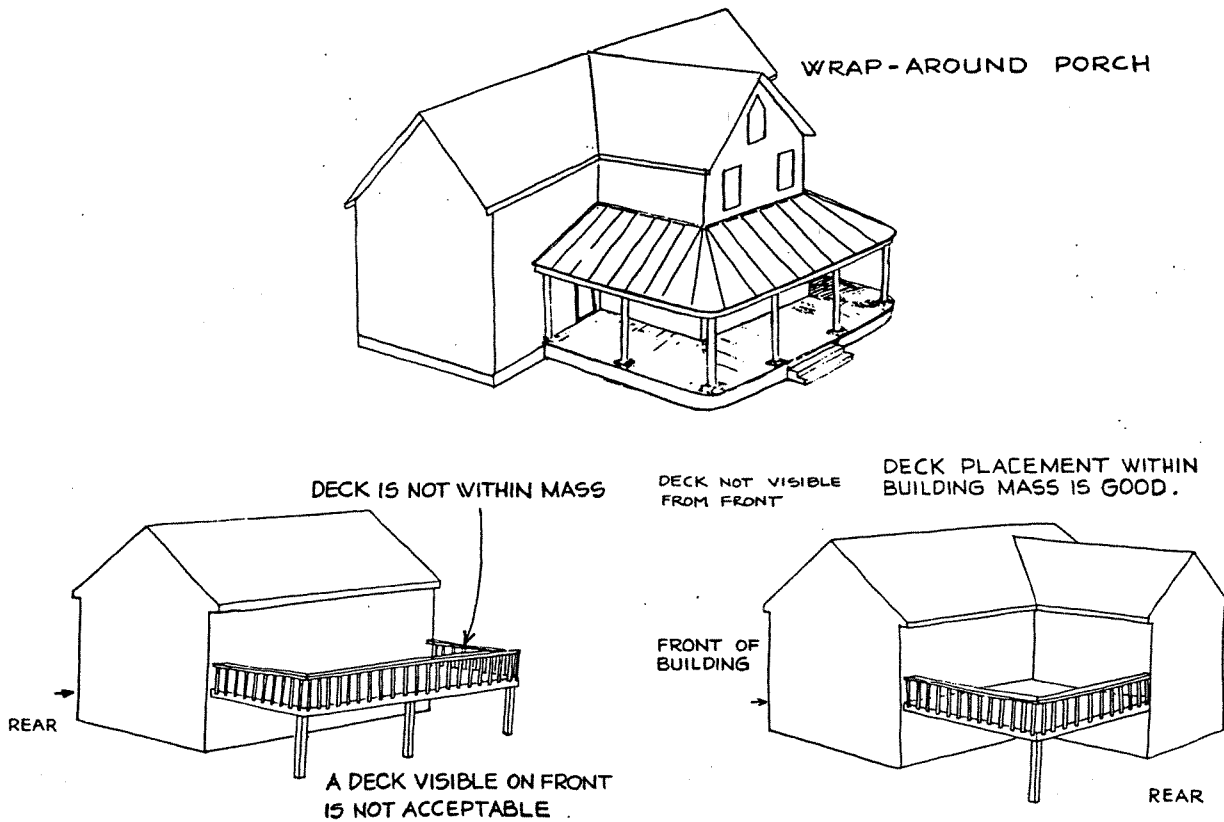 WRAP-AROUND PORCH
DECK IS NOT WITHIN MASS
DECK NOT VISIBLE
FROM FRONT
DECK PLACEMENT WITHIN
BUILDING MASS IS GOOD.
FRONT OF
BUILDING
REAR
A DECK VISIBLE ON FRONT
IS NOT ACCEPTABLE.
REAR